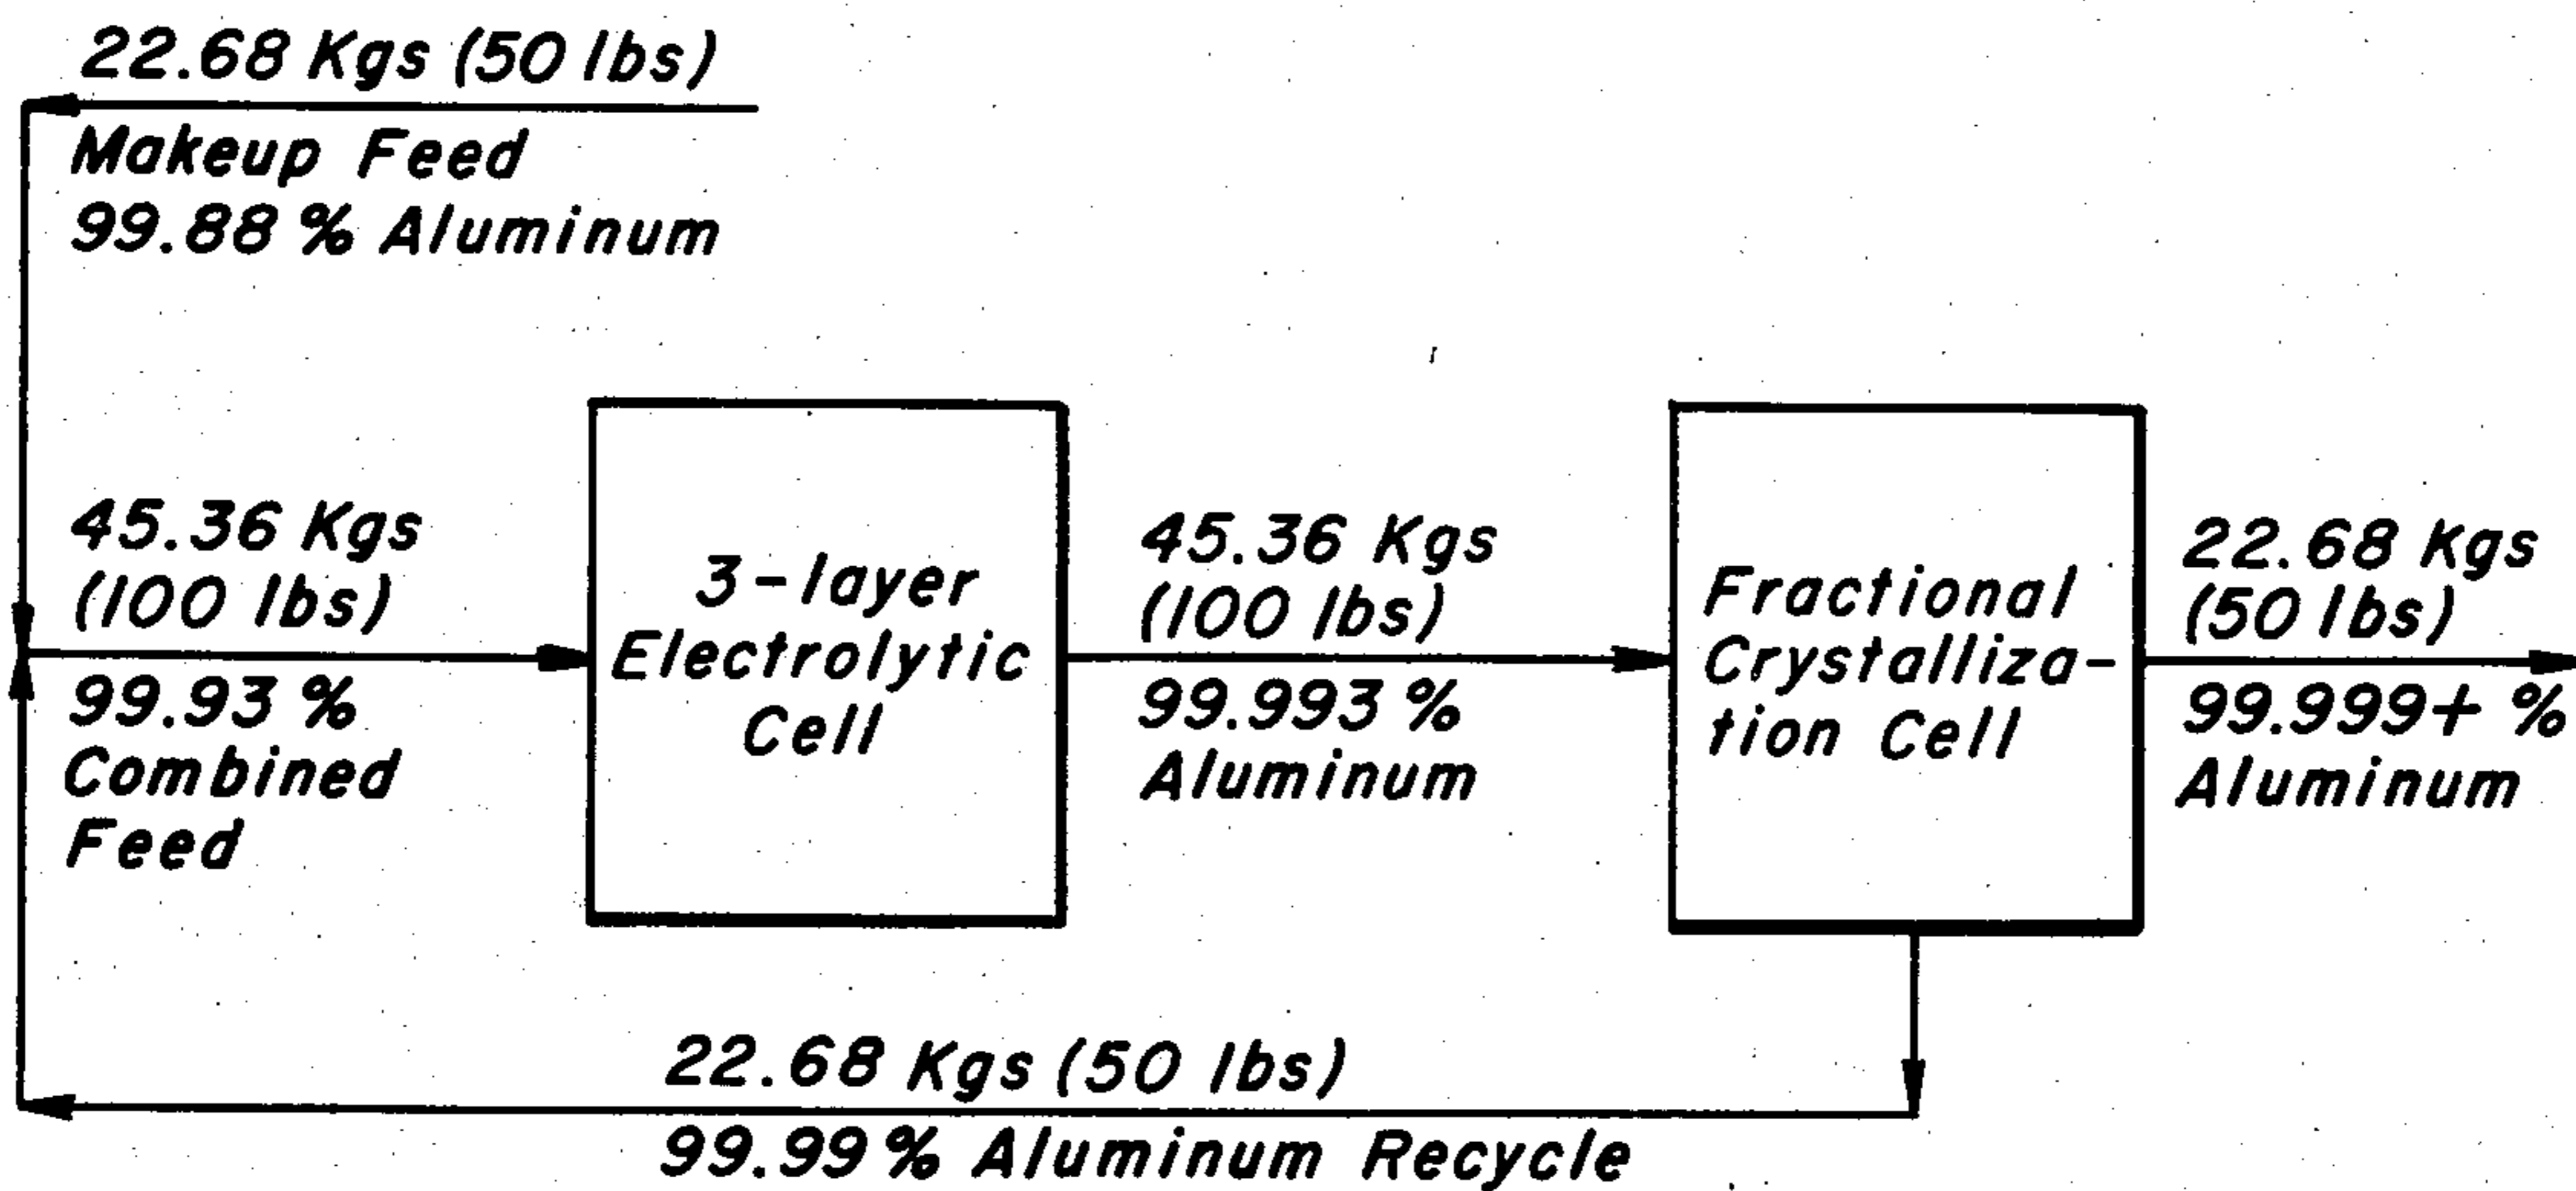 22.68 Kgs (50 lbs)
Makeup Feed
99.88 % Aluminum
45.36 Kgs
(100 lbs)
99.93 %
Combined
Feed
3-layer
Electrolytic
Cell
45.36 Kgs
(100 lbs)
99.993 %
Aluminum
Fractional
Crystalliza-
tion Cell
22.68 Kgs
(50 lbs)
99.999+ %
Aluminum
22.68 Kgs (50 lbs)
99.99 % Aluminum Recycle